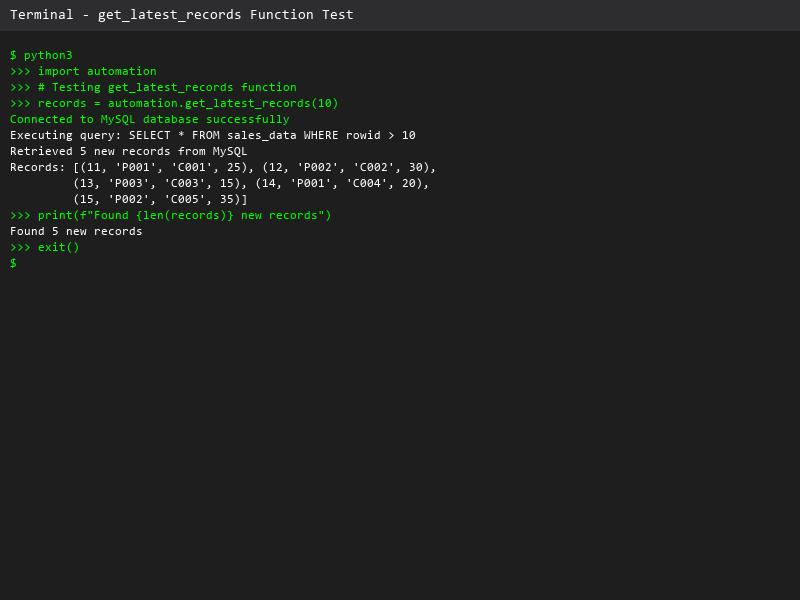 Terminal - get_latest_records Function Test
$ python3
>>> import automation
>>> # Testing get_latest_records function
>>> records = automation.get_latest_records(10)
Connected to MySQL database successfully
Executing query: SELECT * FROM sales_data WHERE rowid > 10
Retrieved 5 new records from MySQL
Records: [(11, 'P001', 'C001', 25), (12, 'P002', 'C002', 30),
(13, 'P003', 'C003', 15), (14, 'P001', 'C004', 20),
(15, 'P002', 'C005', 35)]
>>> print(f"Found {len(records)} new records")
Found 5 new records
>>> exit()
$